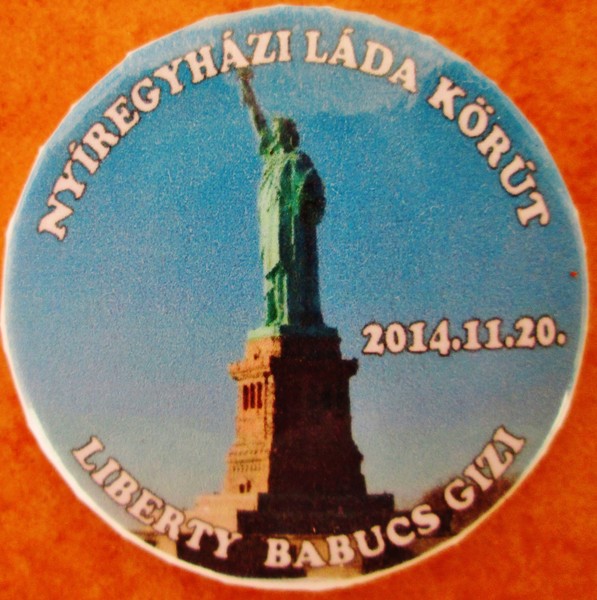 NYÍREGYHÁZI LÁDA KÖRÚT
2014.11.20.
LIBERTY BABUCS GIZI